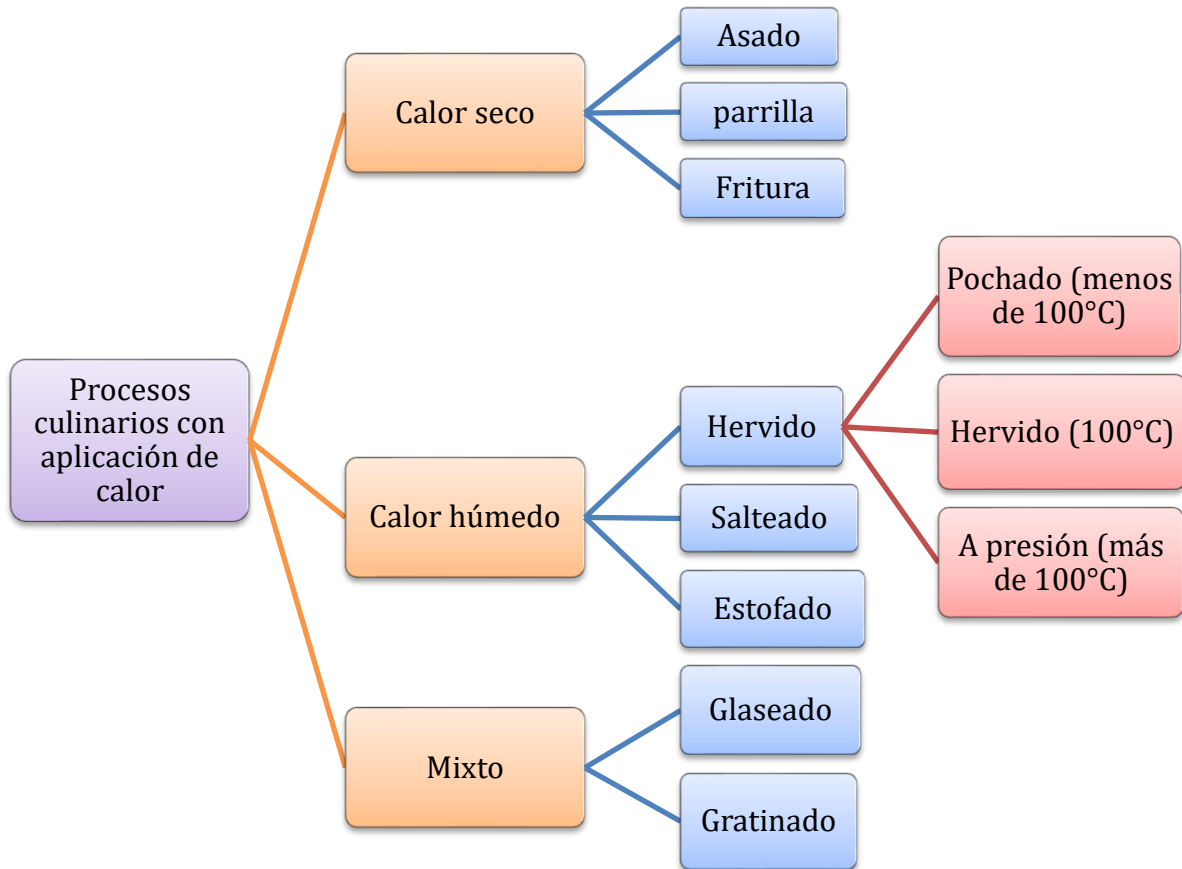 Procesos
culinarios con
aplicación de
calor
Calor seco
Asado
parrilla
Fritura
Calor húmedo
Hervido
Pochado (menos
de 100°C)
Hervido (100°C)
A presión (más
de 100°C)
Salteado
Estofado
Mixto
Glaseado
Gratinado